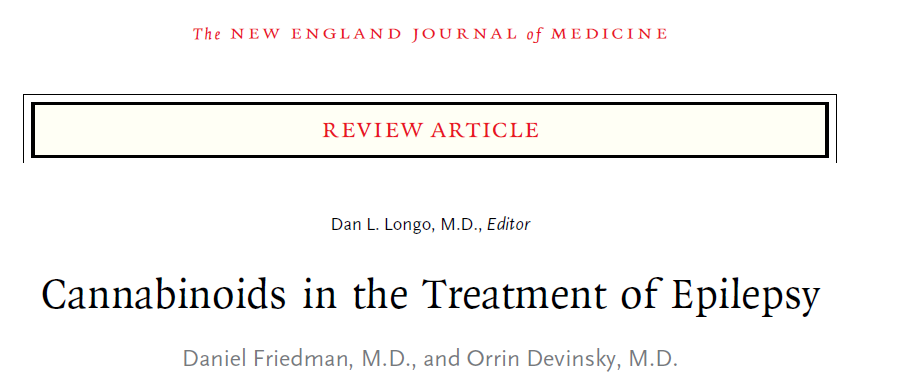 The NEW ENGLAND JOURNAL of MEDICINE
REVIEW ARTICLE
Dan L. Longo, M.D., Editor
Cannabinoids in the Treatment of Epilepsy
Daniel Friedman, M.D., and Orrin Devinsky, M.D.